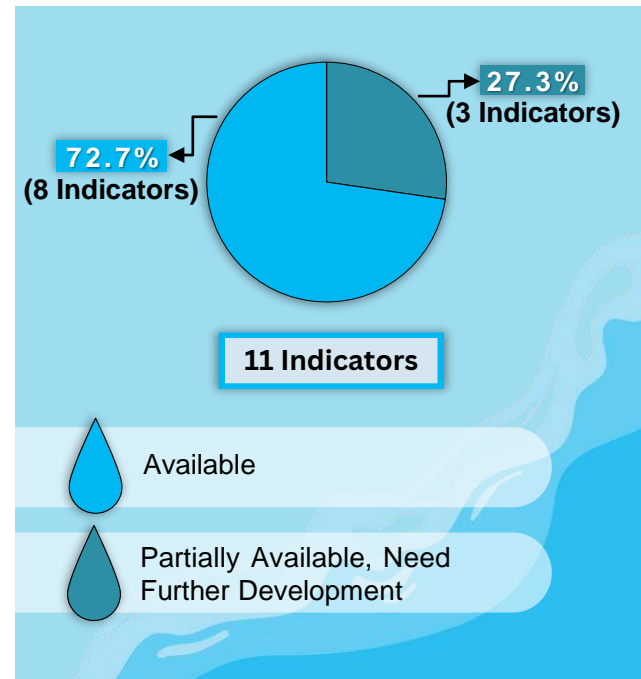 27.3%
(3 Indicators)
72.7%
(8 Indicators)
11 Indicators
Available
Partially Available, Need
Further Development